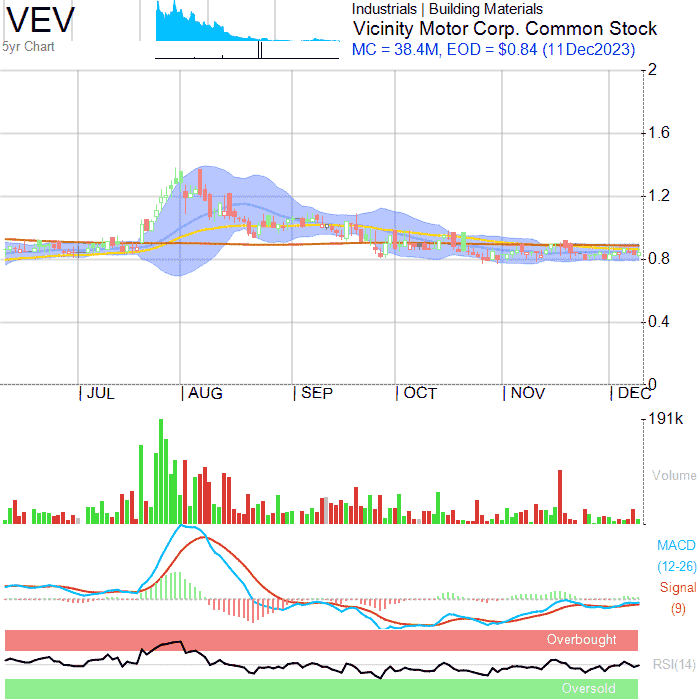 VEV
5yr Chart
Industrials | Building Materials
Vicinity Motor Corp. Common Stock
MC = 38.4M, EOD = $0.84 (11Dec2023)
2
1.6
1.2
0.8
0.4
0
JUL AUG SEP OCT NOV DEC
191k
Volume
MACD
(12-26)
Signal
(9)
Overbought
RSI(14)
Oversold